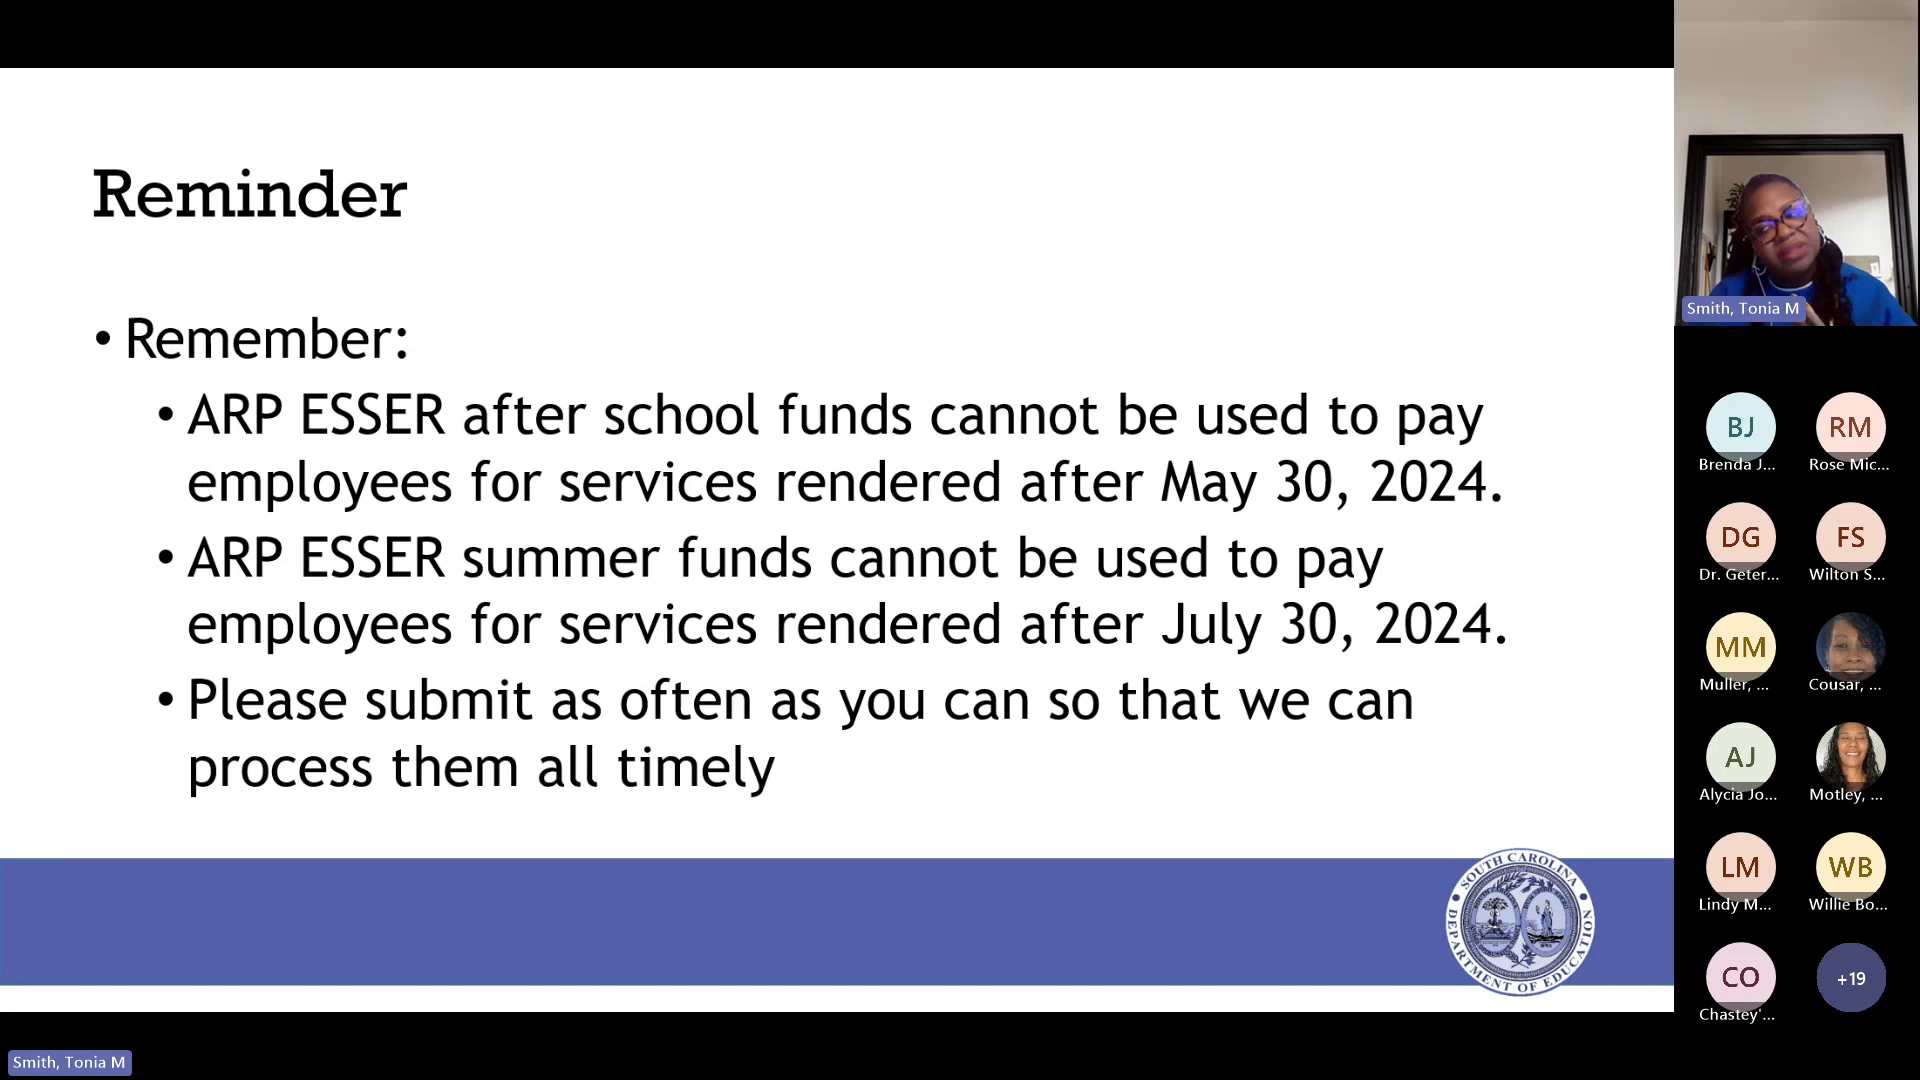 Reminder
• Remember:
• ARP ESSER after school funds cannot be used to pay
employees for services rendered after May 30, 2024.
• ARP ESSER summer funds cannot be used to pay
employees for services rendered after July 30, 2024.
• Please submit as often as you can so that we can
process them all timely
SOUTH CAROLINA
DEPARTMENT OF EDUCATION
Smith, Tonia M
Smith, Tonia M
BJ
Brenda J...
RM
Rose Mic...
DG
Dr. Geter...
FS
Wilton S...
MM
Muller, ...
Cousar, ...
AJ
Alycia Jo...
Motley, ...
LM
Lindy M...
WB
Willie Bo...
CO
Chastey'...
+19